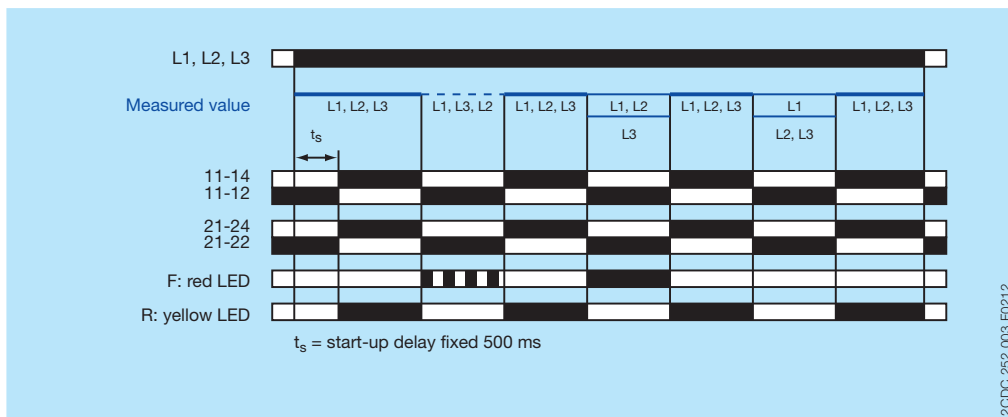 L1, L2, L3
Measured value
L1, L2, L3
L1, L3, L2
L1, L2, L3
L1, L2
L1, L2, L3
L1
L1, L2, L3
L3
L2, L3
ts
11-14
11-12
21-24
21-22
F: red LED
R: yellow LED
ts = start-up delay fixed 500 ms
2CDC 252 003 F0212